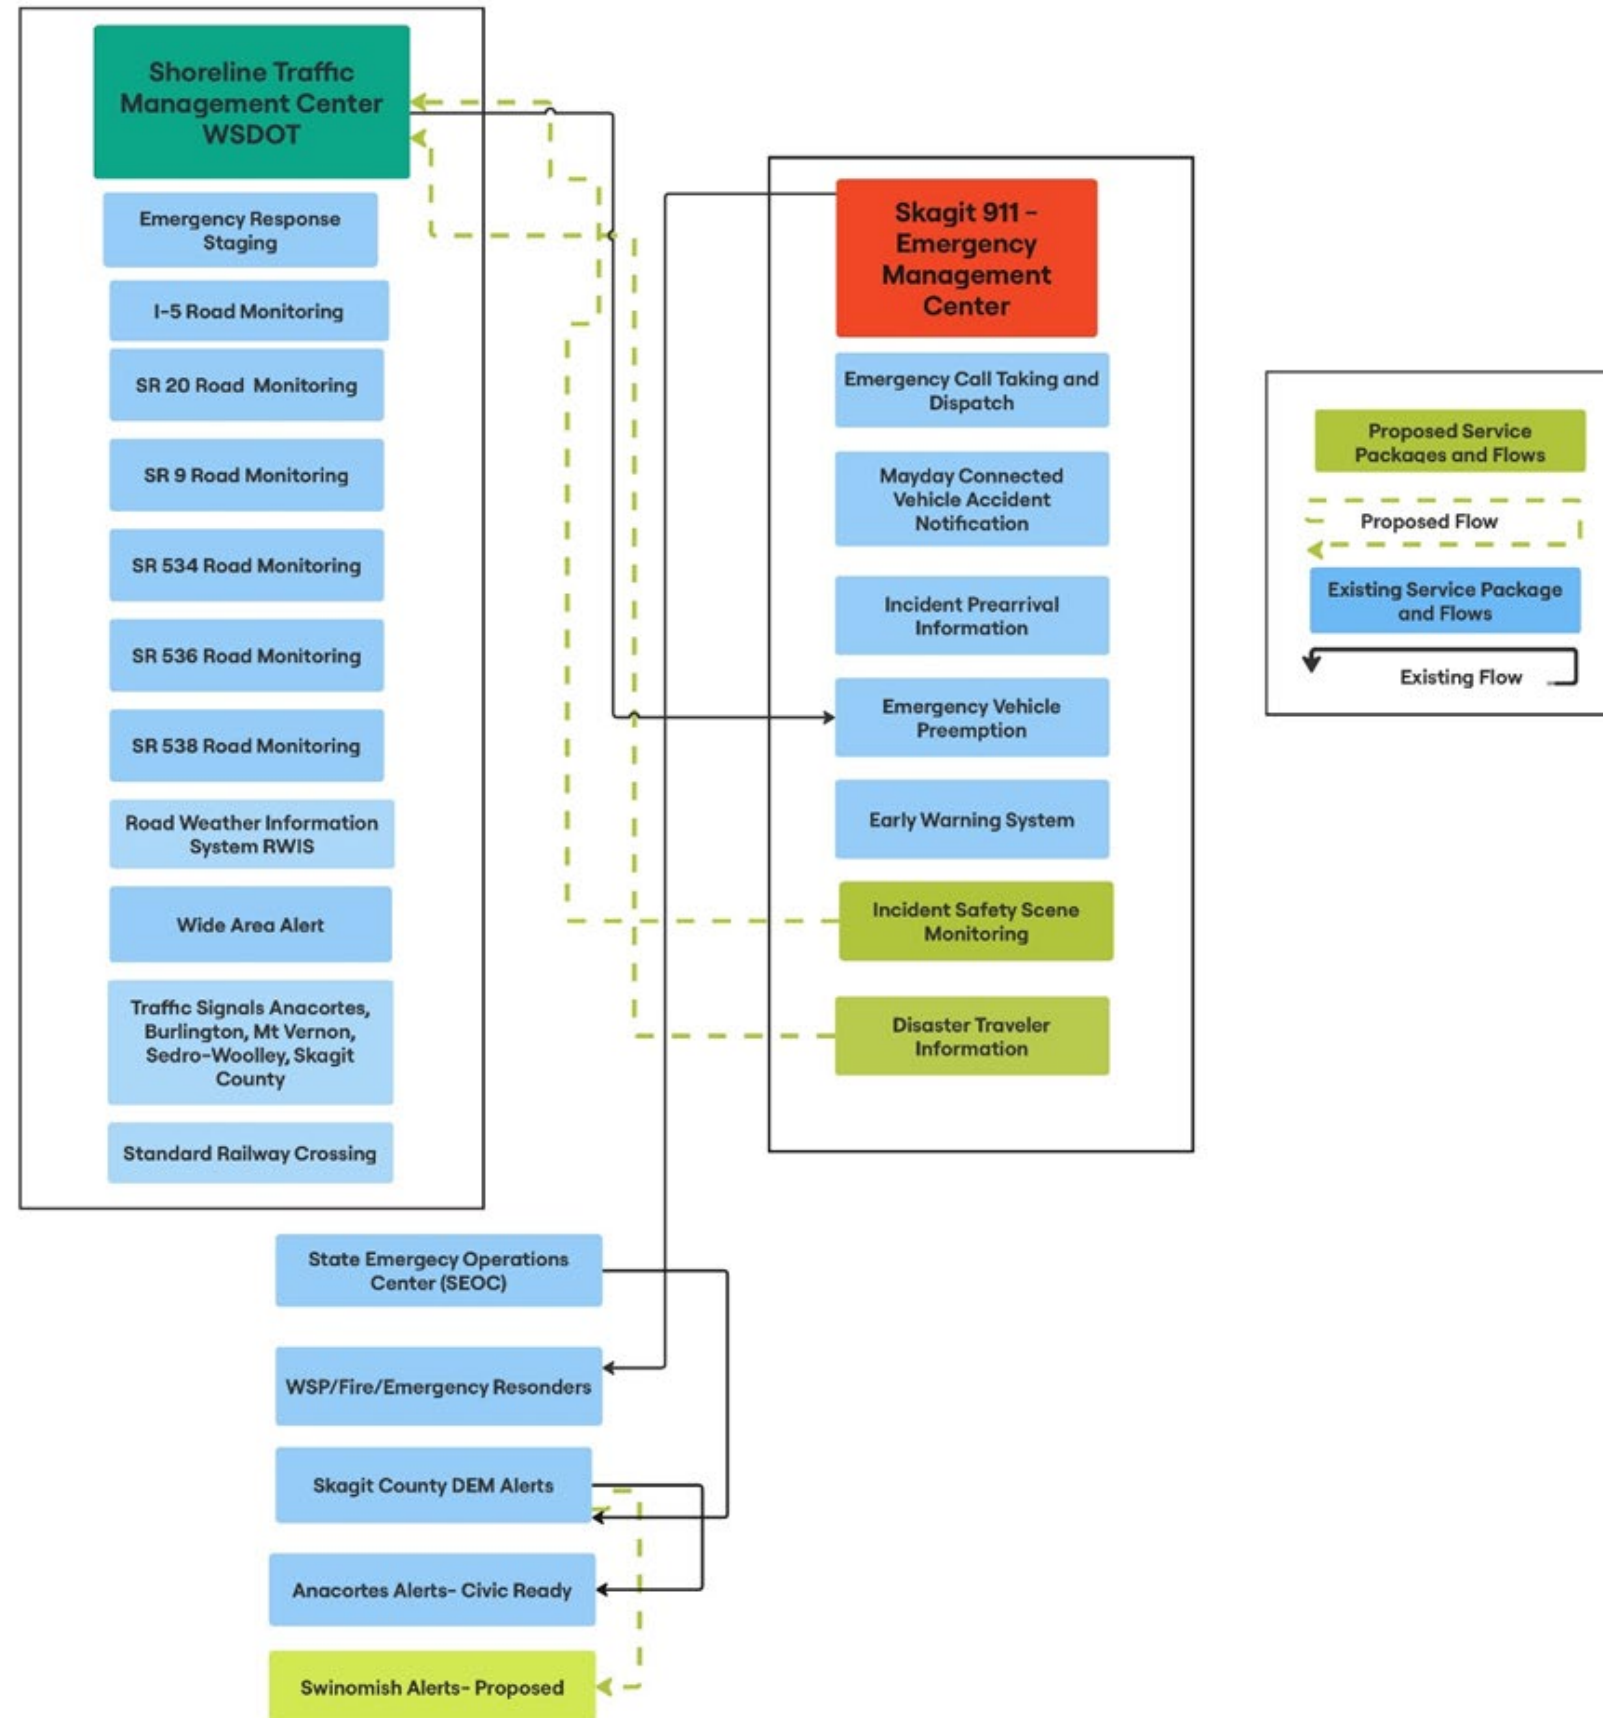 Shoreline Traffic
Management Center
WSDOT
Emergency Response
Staging
I-5 Road Monitoring
SR 20 Road Monitoring
SR 9 Road Monitoring
SR 534 Road Monitoring
SR 536 Road Monitoring
SR 538 Road Monitoring
Road Weather Information
System RWIS
Wide Area Alert
Traffic Signals Anacortes,
Burlington, Mt Vernon,
Sedro-Woolley, Skagit
County
Standard Railway Crossing
Skagit 911 -
Emergency
Management
Center
Emergency Call Taking and
Dispatch
Mayday Connected
Vehicle Accident
Notification
Incident Prearrival
Information
Emergency Vehicle
Preemption
Early Warning System
Incident Safety Scene
Monitoring
Disaster Traveler
Information
Proposed Service
Packages and Flows
Proposed Flow
Existing Service Package
and Flows
Existing Flow
State Emergecy Operations
Center (SEOC)
WSP/Fire/Emergency Resonders
Skagit County DEM Alerts
Anacortes Alerts- Civic Ready
Swinomish Alerts- Proposed